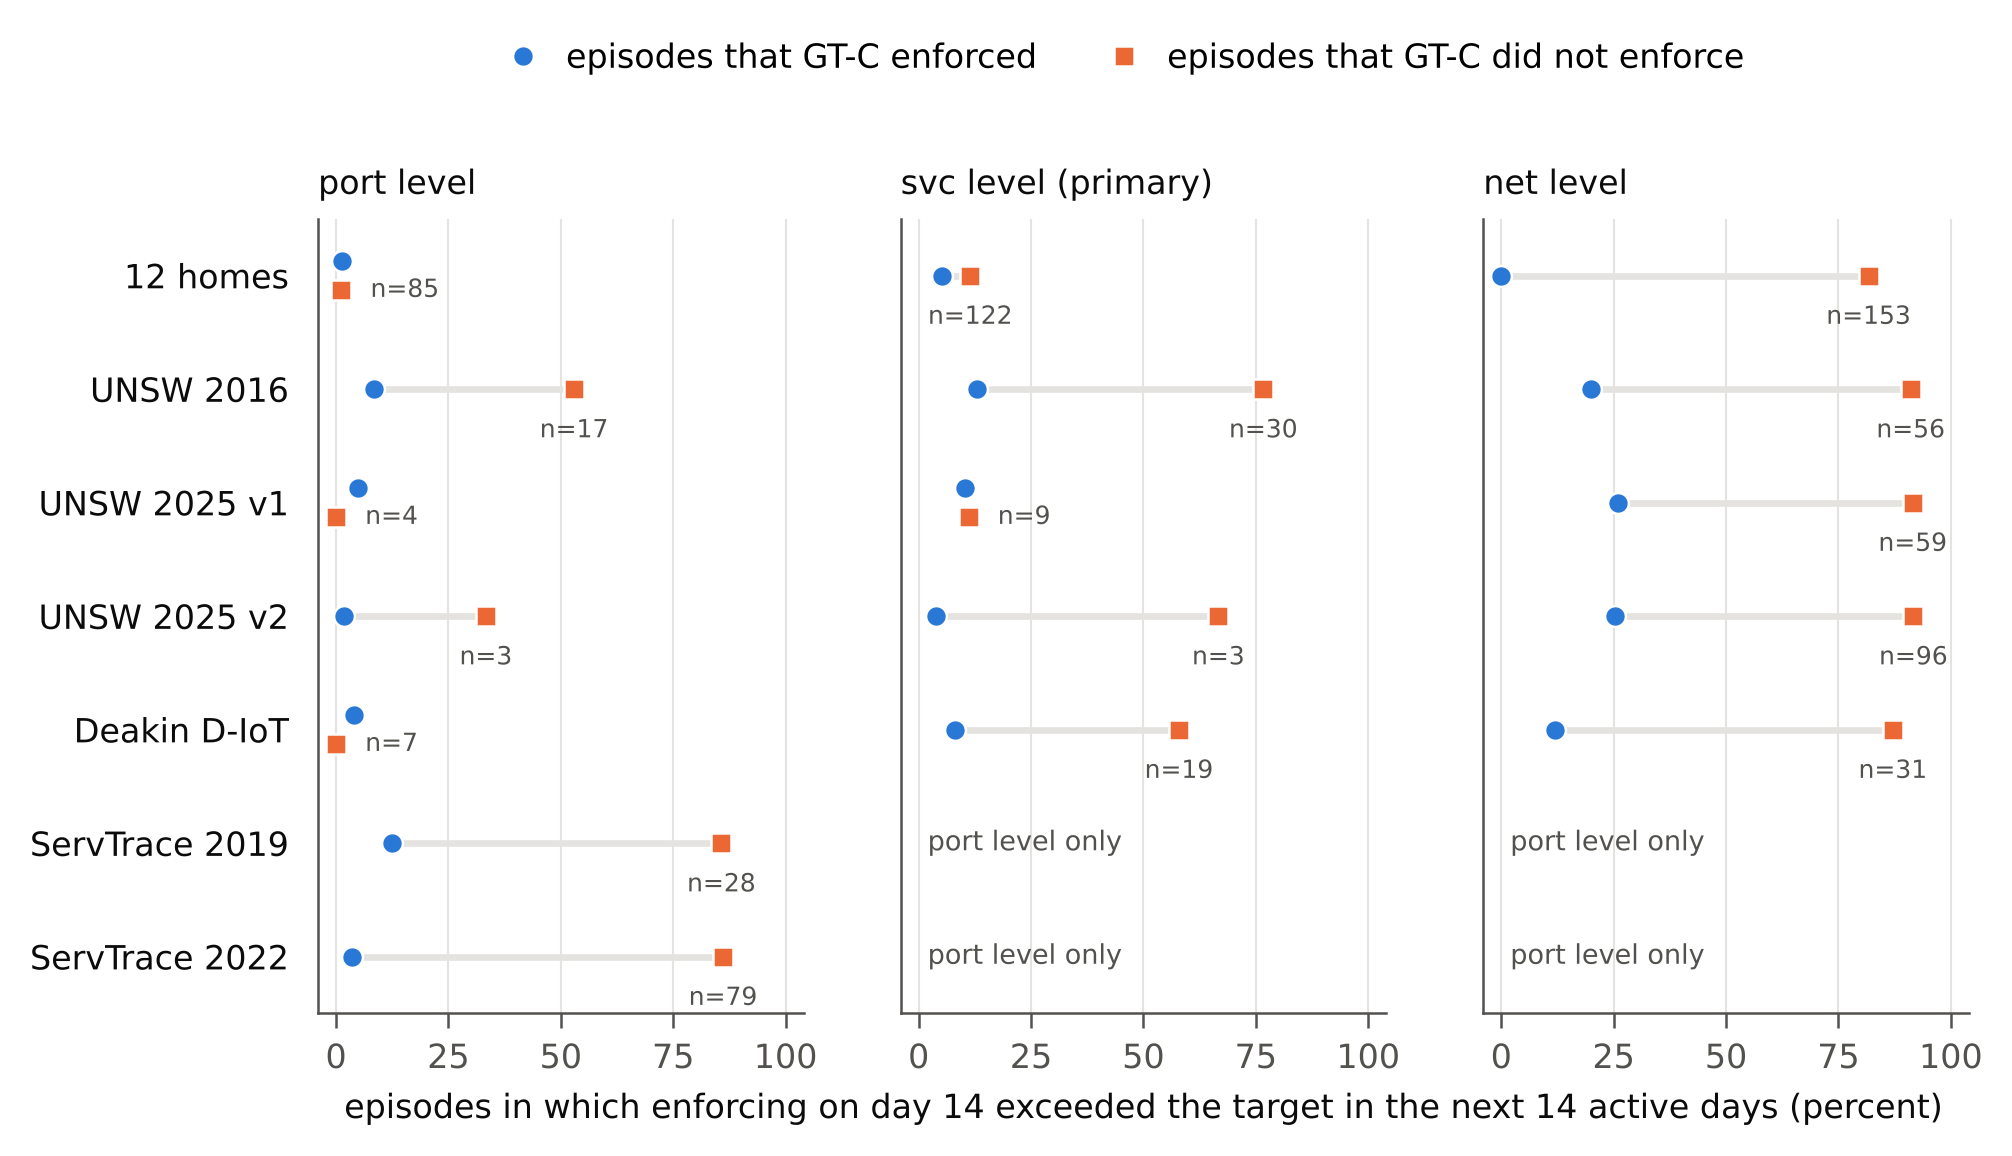 episodes that GT-C enforced episodes that GT-C did not enforce
port level svc level (primary) net level
12 homes
n=85
n=122
n=153
UNSW 2016
n=17
n=30
n=56
UNSW 2025 v1
n=4
n=9
n=59
UNSW 2025 v2
n=3
n=3
n=96
Deakin D-IoT
n=7
n=19
n=31
ServTrace 2019
n=28
port level only
port level only
ServTrace 2022
n=79
port level only
port level only
0 25 50 75 100 0 25 50 75 100 0 25 50 75 100
episodes in which enforcing on day 14 exceeded the target in the next 14 active days (percent)